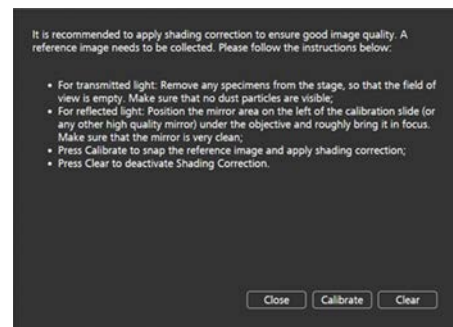 It is recommended to apply shading correction to ensure good image quality. A
reference image needs to be collected. Please follow the instructions below:
• For transmitted light: Remove any specimens from the stage, so that the field of
view is empty. Make sure that no dust particles are visible;
• For reflected light: Position the mirror area on the left of the calibration slide (or
any other high quality mirror) under the objective and roughly bring it in focus.
Make sure that the mirror is very clean;
• Press Calibrate to snap the reference image and apply shading correction;
• Press Clear to deactivate Shading Correction.
Close Calibrate Clear